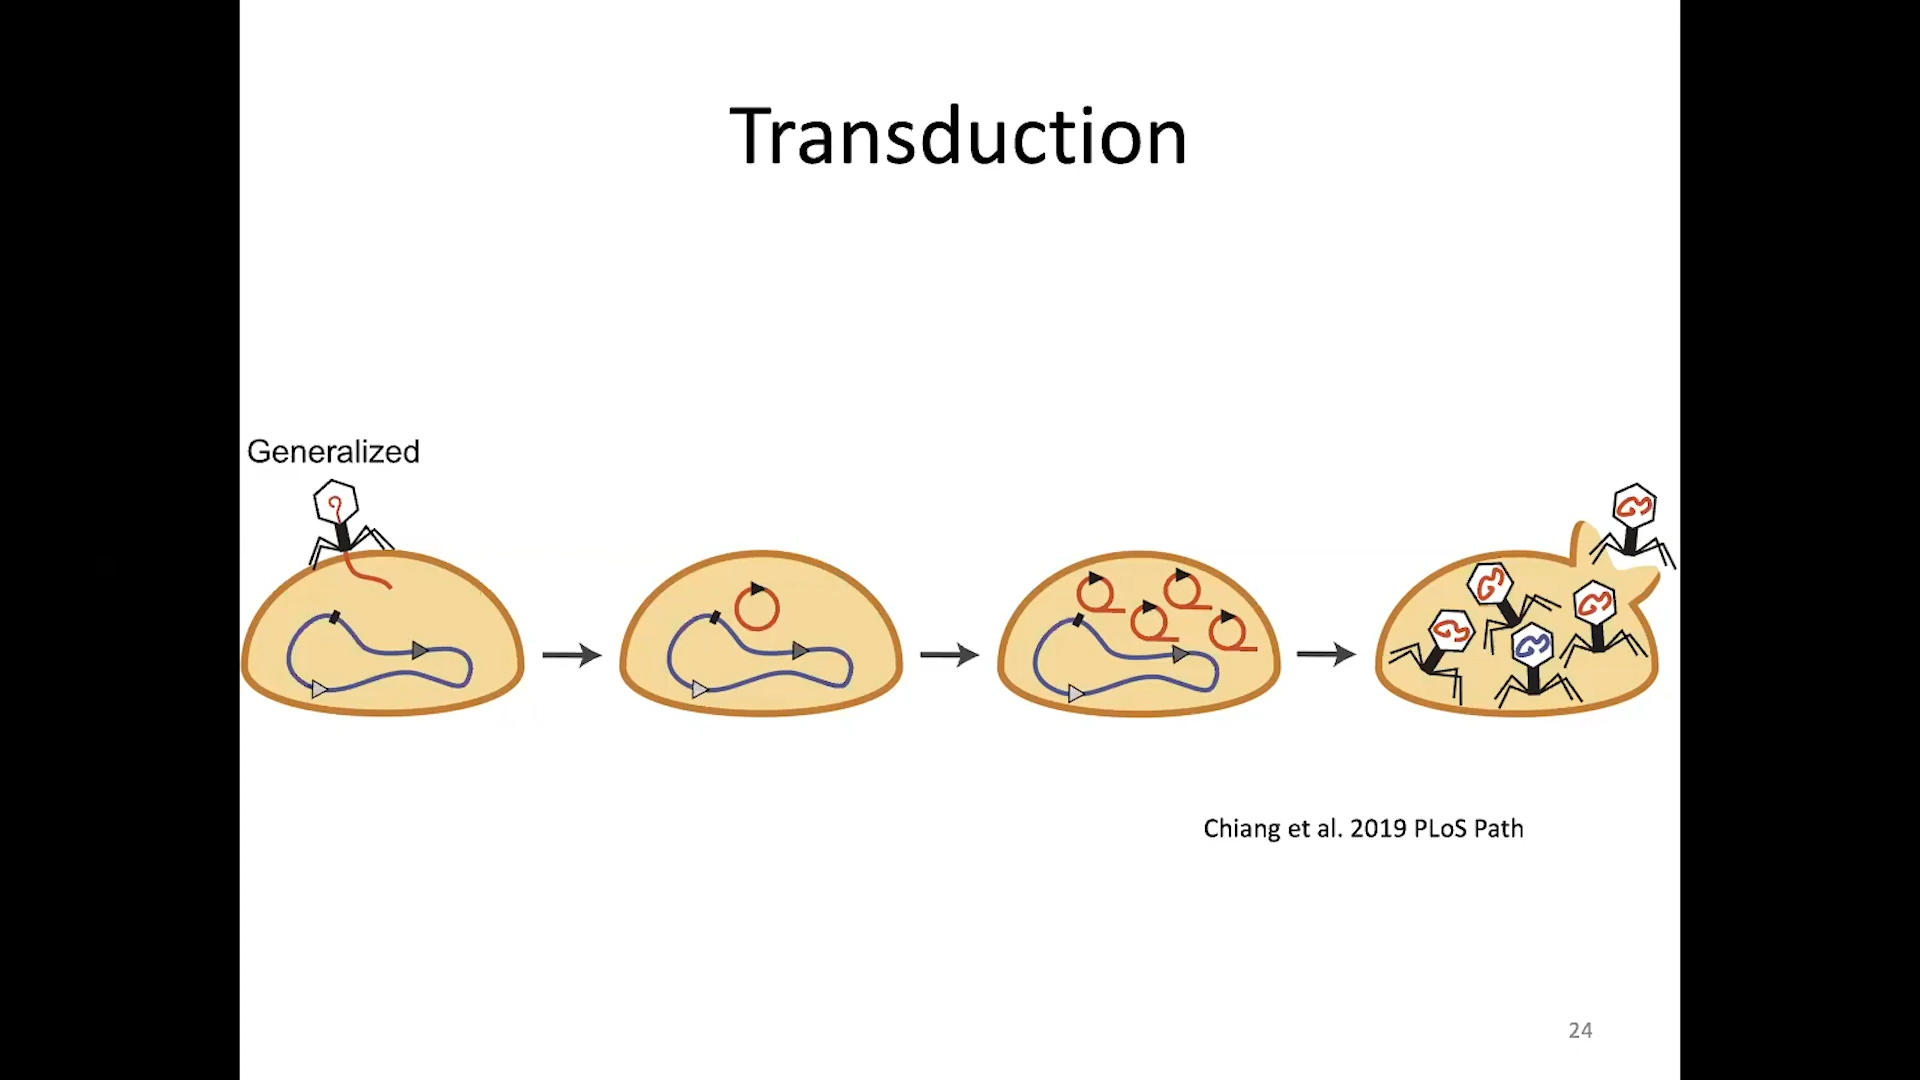 Transduction
Generalized
Chiang et al. 2019 PLoS Path
24